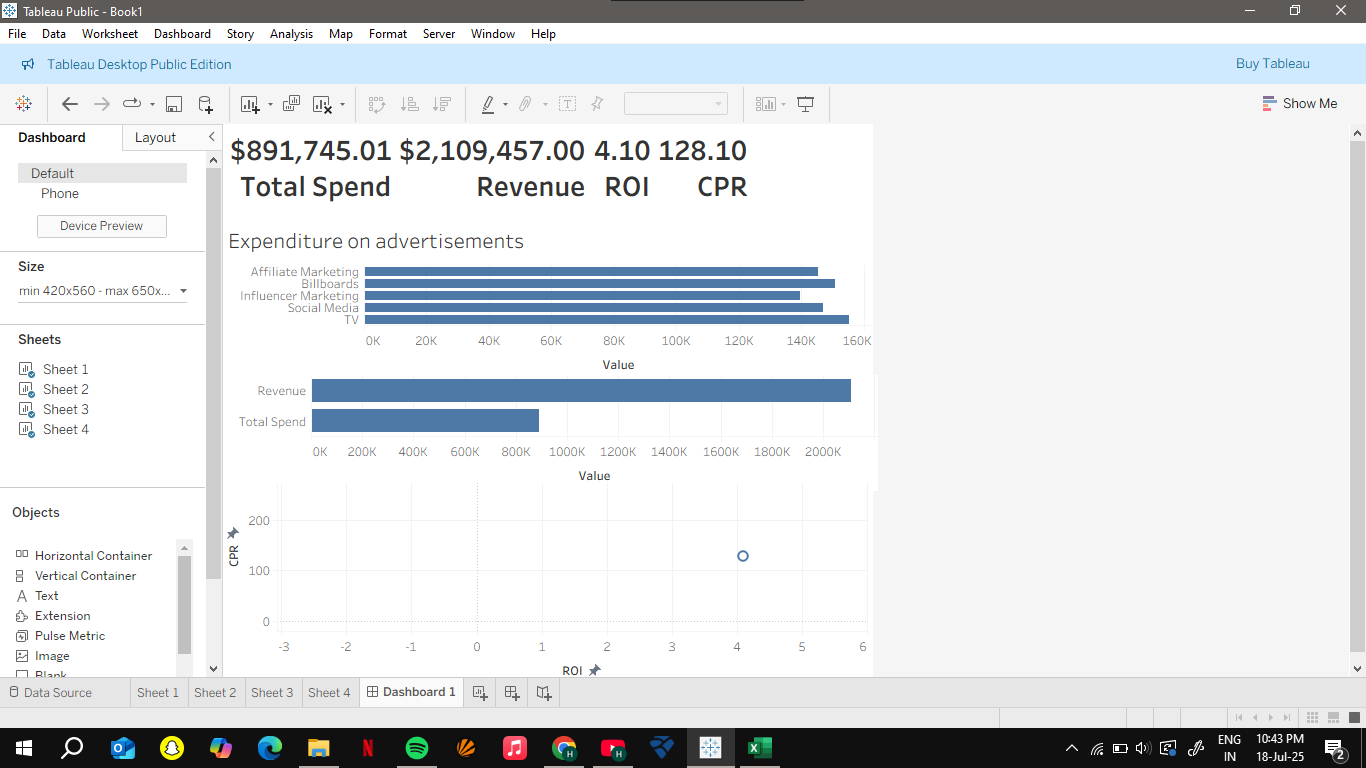 Tableau Public - Book1
File Data Worksheet Dashboard Story Analysis Map Format Server Window Help
Tableau Desktop Public Edition
Buy Tableau
Show Me
Dashboard
Layout
Default
Phone
Device Preview
Size
min 420x560 - max 650x...
Sheets
Sheet 1
Sheet 2
Sheet 3
Sheet 4
Objects
Horizontal Container
Vertical Container
A Text
Extension
Pulse Metric
Image
Blank
$891,745.01 $2,109,457.00 4.10 128.10
Total Spend Revenue ROI CPR
Expenditure on advertisements
Affiliate Marketing
Billboards
Influencer Marketing
Social Media
TV
0K 20K 40K 60K 80K 100K 120K 140K 160K
Value
Revenue
Total Spend
0K 200K 400K 600K 800K 1000K 1200K 1400K 1600K 1800K 2000K
Value
200
CPR
100
0
-3 -2 -1 0 1 2 3 4 5 6
ROI
Data Source Sheet 1 Sheet 2 Sheet 3 Sheet 4 Dashboard 1
ENG
IN
10:43 PM
18-Jul-25
2